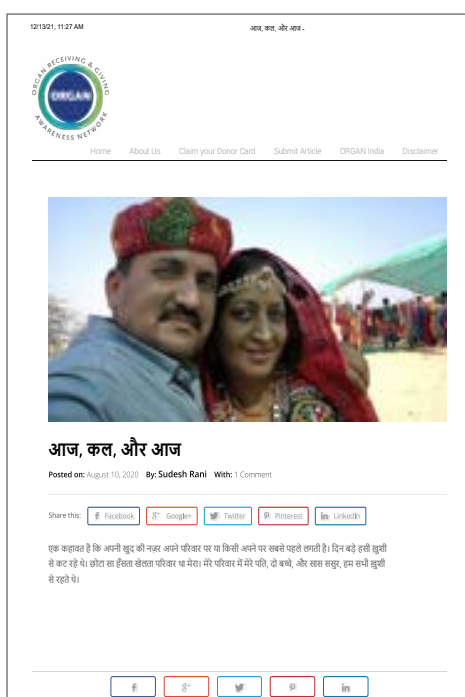 12/13/21, 11:27 AM
आज, कल, और आज -
ORGAN RECEIVING & GIVING
ORGAN
AWARENESS NETWORK
Home About Us Claim your Donor Card Submit Article ORGAN India Disclaimer
आज, कल, और आज
Posted on: August 10, 2020 By: Sudesh Rani With: 1 Comment
Share this: Facebook Google+ Twitter Pinterest LinkedIn
एक कहावत है कि अपनी खुद की नज़र अपने परिवार पर या किसी अपने पर सबसे पहले लगती है। दिन बड़े हसी ख़ुशी
से कट रहे थे। छोटा सा हँसता खेलता परिवार था मेरा। मेरे परिवार में मेरे पति, दो बच्चे, और सास ससुर, हम सभी ख़ुशी
से रहते थे।